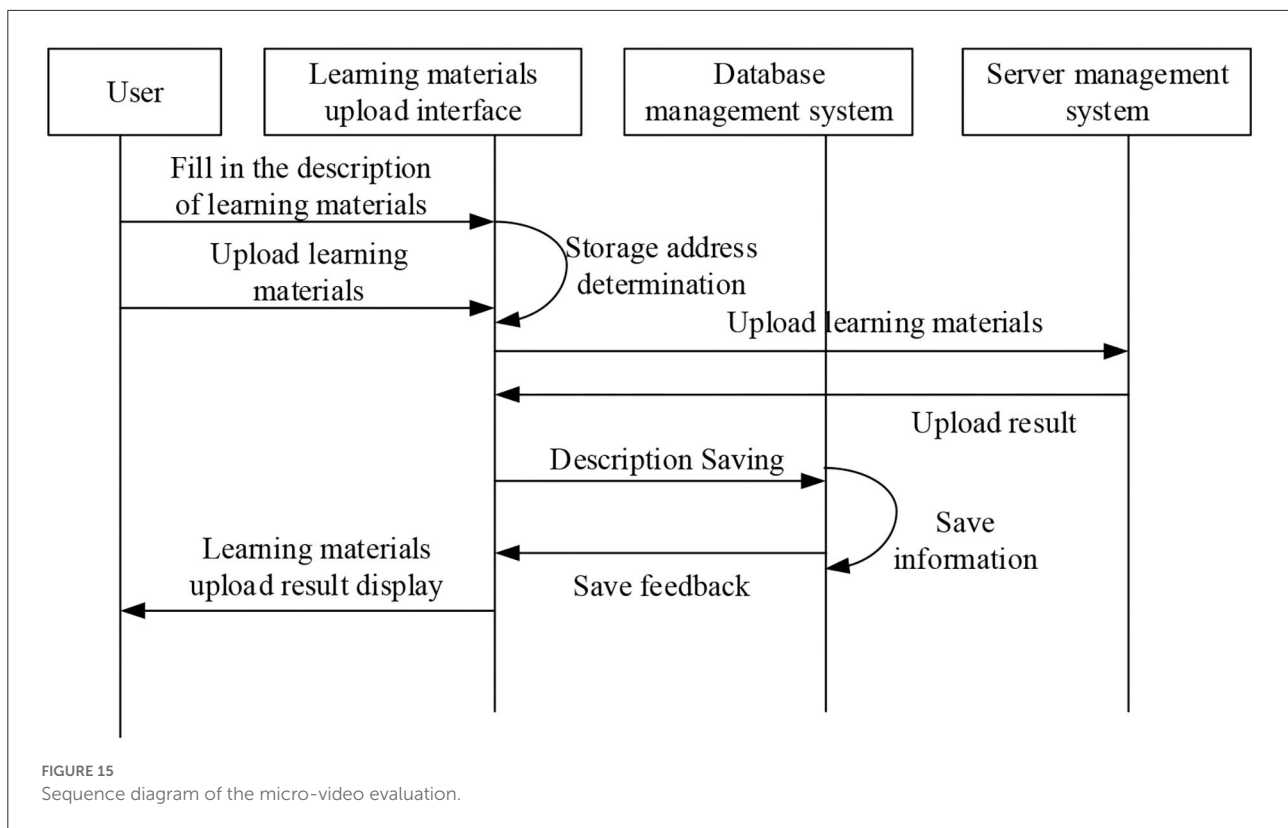 User
Learning materials
upload interface
Database
management system
Server management
system
Fill in the description
of learning materials
Upload learning
materials
Storage address
determination
Upload learning materials
Upload result
Description Saving
Save
information
Learning materials
upload result display
Save feedback
FIGURE 15
Sequence diagram of the micro-video evaluation.